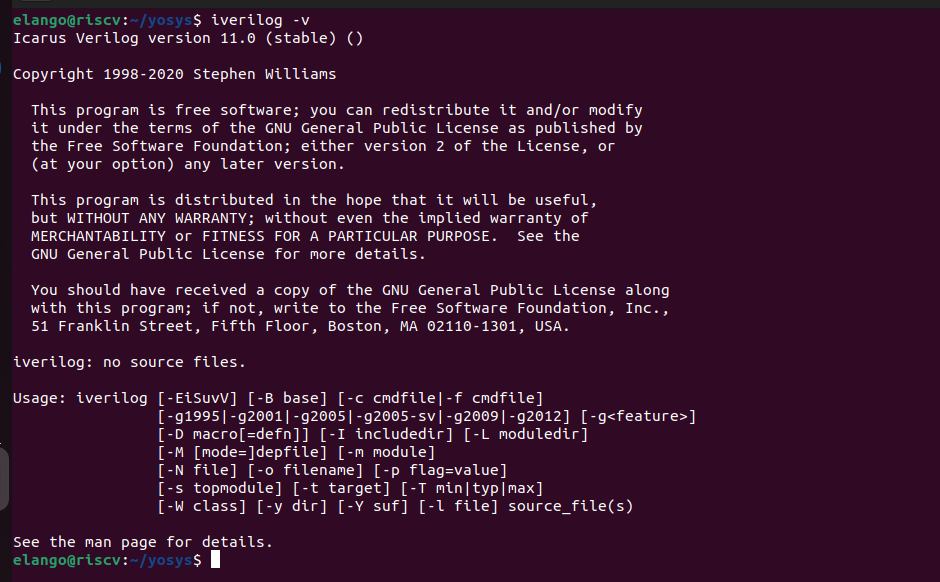 elango@riscv:~/yosys$ iverilog -v
Icarus Verilog version 11.0 (stable) ()
Copyright 1998-2020 Stephen Williams
This program is free software; you can redistribute it and/or modify
it under the terms of the GNU General Public License as published by
the Free Software Foundation; either version 2 of the License, or
(at your option) any later version.
This program is distributed in the hope that it will be useful,
but WITHOUT ANY WARRANTY; without even the implied warranty of
MERCHANTABILITY or FITNESS FOR A PARTICULAR PURPOSE.  See the
GNU General Public License for more details.
You should have received a copy of the GNU General Public License along
with this program; if not, write to the Free Software Foundation, Inc.,
51 Franklin Street, Fifth Floor, Boston, MA 02110-1301, USA.
iverilog: no source files.
Usage: iverilog [-EiSuvV] [-B base] [-c cmdfile|-f cmdfile]
[-g1995|-g2001|-g2005|-g2005-sv|-g2009|-g2012] [-g<feature>]
[-D macro[=defn]] [-I includedir] [-L moduledir]
[-M [mode=]depfile] [-m module]
[-N file] [-o filename] [-p flag=value]
[-s topmodule] [-t target] [-T min|typ|max]
[-W class] [-y dir] [-Y suf] [-l file] source_file(s)
See the man page for details.
elango@riscv:~/yosys$